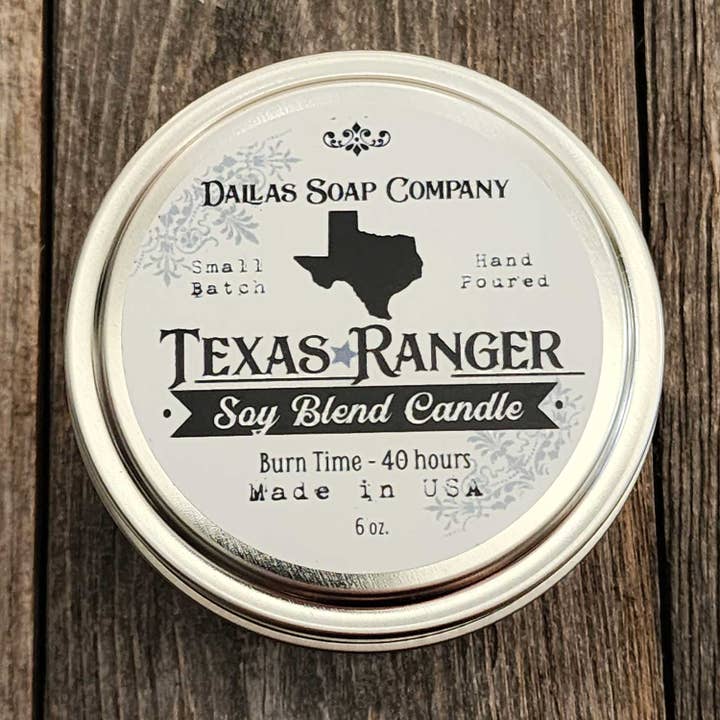 Dallas Soap Company
Small Batch
Hand Poured
Texas Ranger
Soy Blend Candle
Burn Time - 40 hours
Made in USA
6 oz.